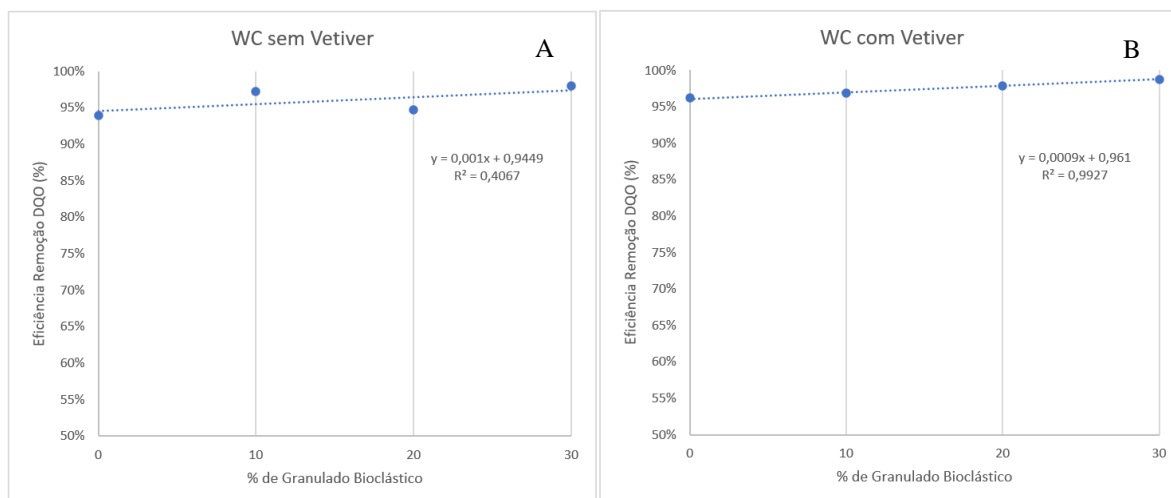 WC sem Vetiver
A
100%
95%
90%
85%
80%
75%
70%
65%
60%
55%
50%
Eficiência Remoção DQO (%)
y = 0,001x + 0,9449
R² = 0,4067
0
10
20
30
% de Granulado Bioclástico
WC com Vetiver
B
100%
95%
90%
85%
80%
75%
70%
65%
60%
55%
50%
Eficiência Remoção DQO (%)
y = 0,0009x + 0,961
R² = 0,9927
0
10
20
30
% de Granulado Bioclástico